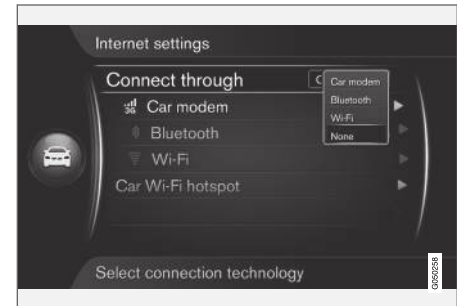 Internet settings
Connect through
Car modem
Bluetooth
Wi-Fi
None
3G Car modem
Bluetooth
Wi-Fi
Car Wi-Fi hotspot
Select connection technology
G050258